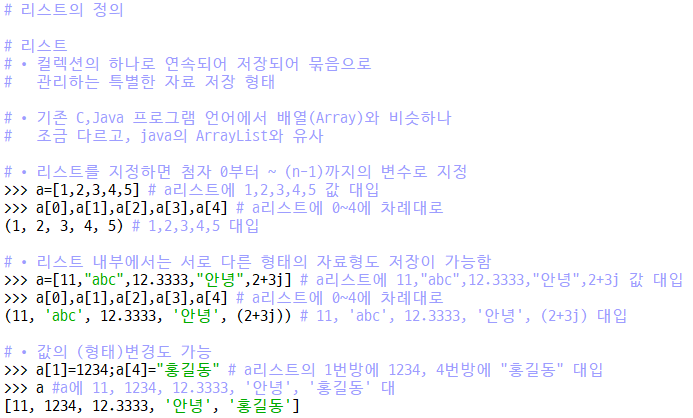 # 리스트의 정의
# 리스트
# • 컬렉션의 하나로 연속되어 저장되어 묶음으로
#   관리하는 특별한 자료 저장 형태
# • 기존 C,Java 프로그램 언어에서 배열(Array)와 비슷하나
#   조금 다르고, java의 ArrayList와 유사
# • 리스트를 지정하면 첨자 0부터 ~ (n-1)까지의 변수로 지정
>>> a=[1,2,3,4,5] # a리스트에 1,2,3,4,5 값 대입
>>> a[0],a[1],a[2],a[3],a[4] # a리스트에 0~4에 차례대로
(1, 2, 3, 4, 5) # 1,2,3,4,5 대입
# • 리스트 내부에서는 서로 다른 형태의 자료형도 저장이 가능함
>>> a=[11,"abc",12.3333,"안녕",2+3j] # a리스트에 11,"abc",12.3333,"안녕",2+3j 값 대입
>>> a[0],a[1],a[2],a[3],a[4] # a리스트에 0~4에 차례대로
(11, 'abc', 12.3333, '안녕', (2+3j)) # 11, 'abc', 12.3333, '안녕', (2+3j) 대입
# • 값의 (형태)변경도 가능
>>> a[1]=1234;a[4]="홍길동" # a리스트의 1번방에 1234, 4번방에 "홍길동" 대입
>>> a #a에 11, 1234, 12.3333, '안녕', '홍길동' 대
[11, 1234, 12.3333, '안녕', '홍길동']